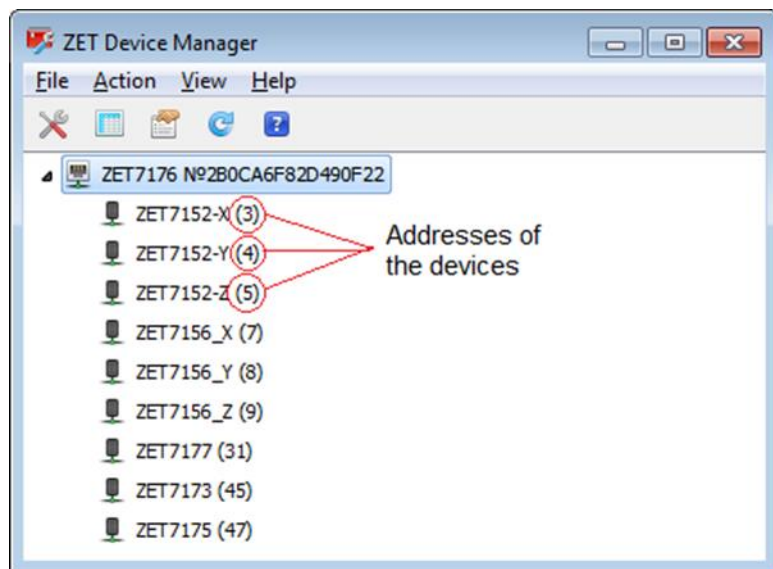 ZET Device Manager
File Action View Help
ZET7176 №2B0CA6F82D490F22
ZET7152-X (3)
ZET7152-Y (4)
ZET7152-Z (5)
Addresses of
the devices
ZET7156_X (7)
ZET7156_Y (8)
ZET7156_Z (9)
ZET7177 (31)
ZET7173 (45)
ZET7175 (47)